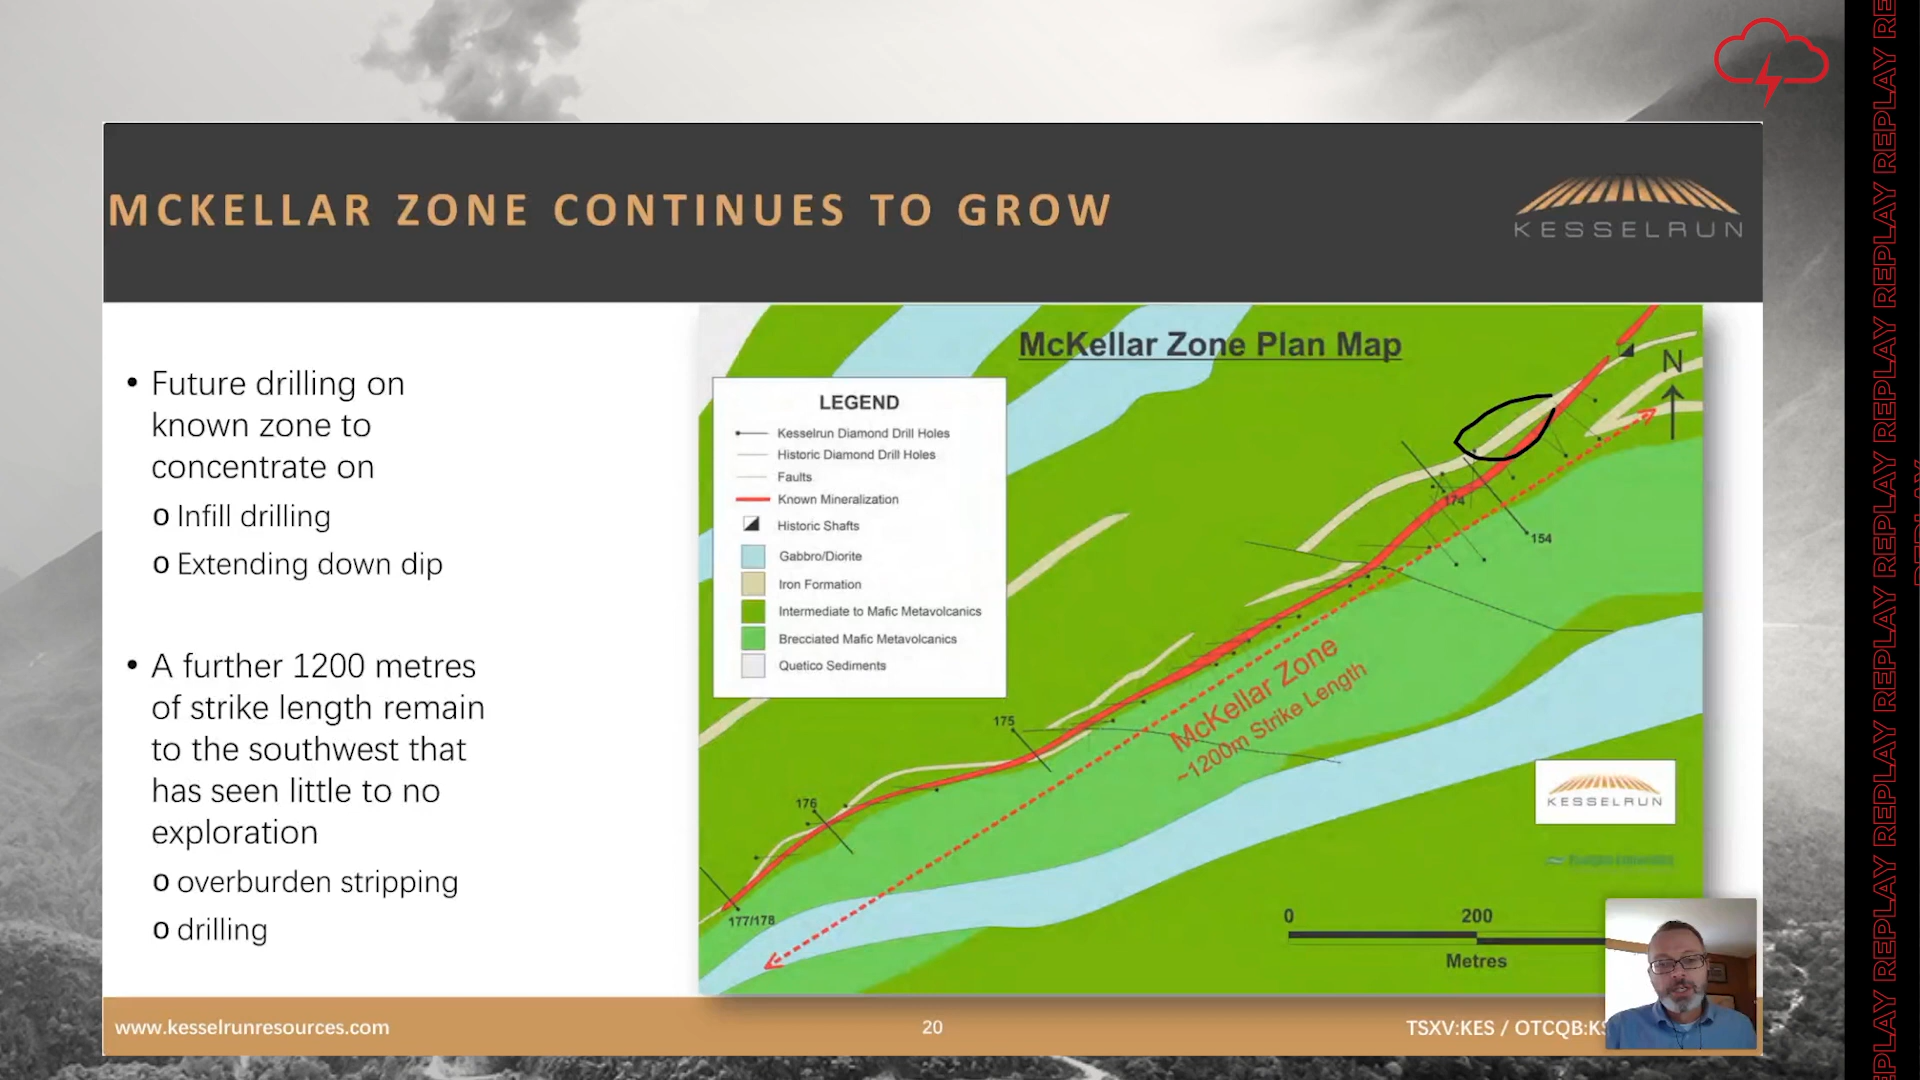 MCKELLAR ZONE CONTINUES TO GROW
KESSELRUN
• Future drilling on
known zone to
concentrate on
o Infill drilling
o Extending down dip
• A further 1200 metres
of strike length remain
to the southwest that
has seen little to no
exploration
o overburden stripping
o drilling
McKellar Zone Plan Map
N
LEGEND
Kesselrun Diamond Drill Holes
Historic Diamond Drill Holes
Faults
Known Mineralization
Historic Shafts
Gabbro/Diorite
Iron Formation
Intermediate to Mafic Metavolcanics
Brecciated Mafic Metavolcanics
Quetico Sediments
174
154
McKellar Zone
~1200m Strike Length
175
176
177/178
KESSELRUN
0 200
Metres
www.kesselrunresources.com
20
TSXV:KES / OTCQB:KS
REPLAY REPLAY REPLAY REPLAY REPLAY REPLAY REPLAY